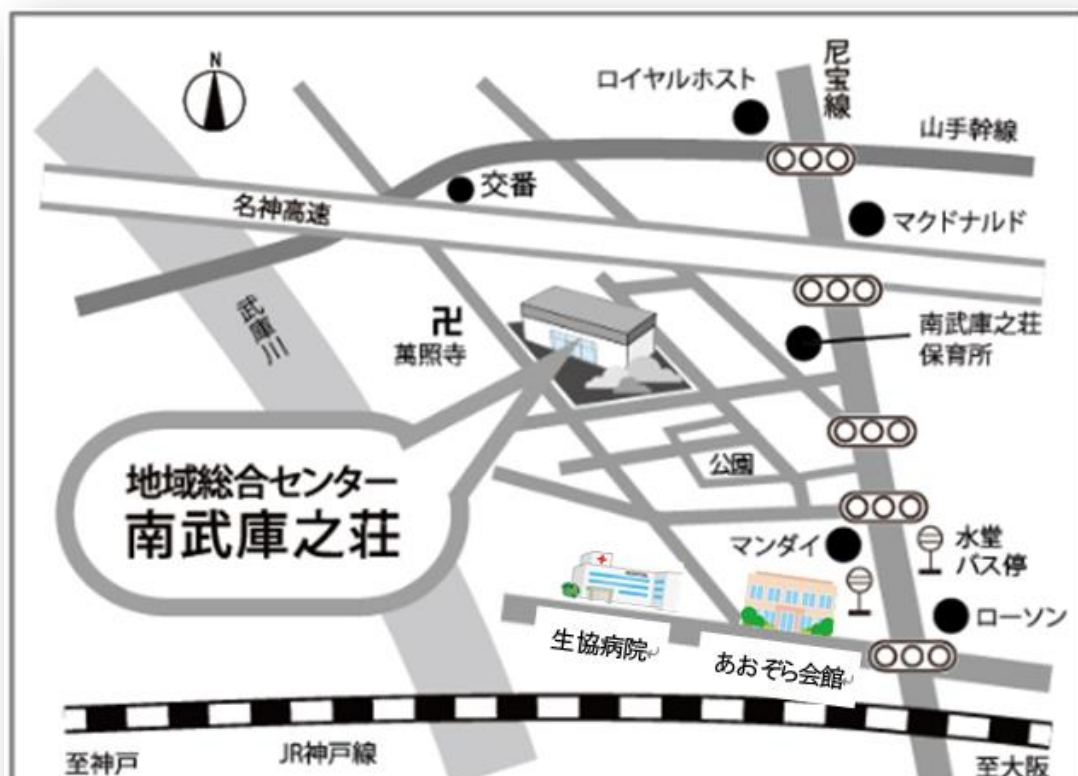 N
ロイヤルホスト
尼宝線
山手幹線
交番
名神高速
マクドナルド
武庫川
卍
萬照寺
南武庫之荘
保育所
地域総合センター
南武庫之荘
公園
マンダイ
水堂
バス停
HOSPITAL
ローソン
生協病院
あおぞら会館
至神戸
JR神戸線
至大阪